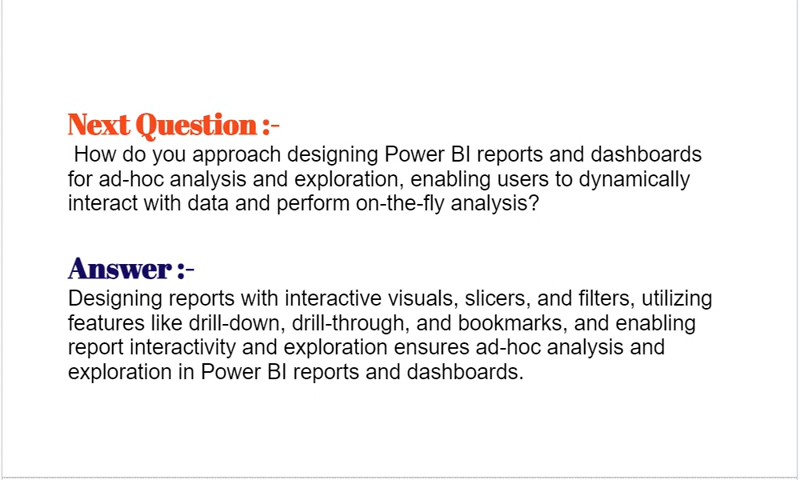 Next Question :-
How do you approach designing Power BI reports and dashboards
for ad-hoc analysis and exploration, enabling users to dynamically
interact with data and perform on-the-fly analysis?
Answer :-
Designing reports with interactive visuals, slicers, and filters, utilizing
features like drill-down, drill-through, and bookmarks, and enabling
report interactivity and exploration ensures ad-hoc analysis and
exploration in Power BI reports and dashboards.